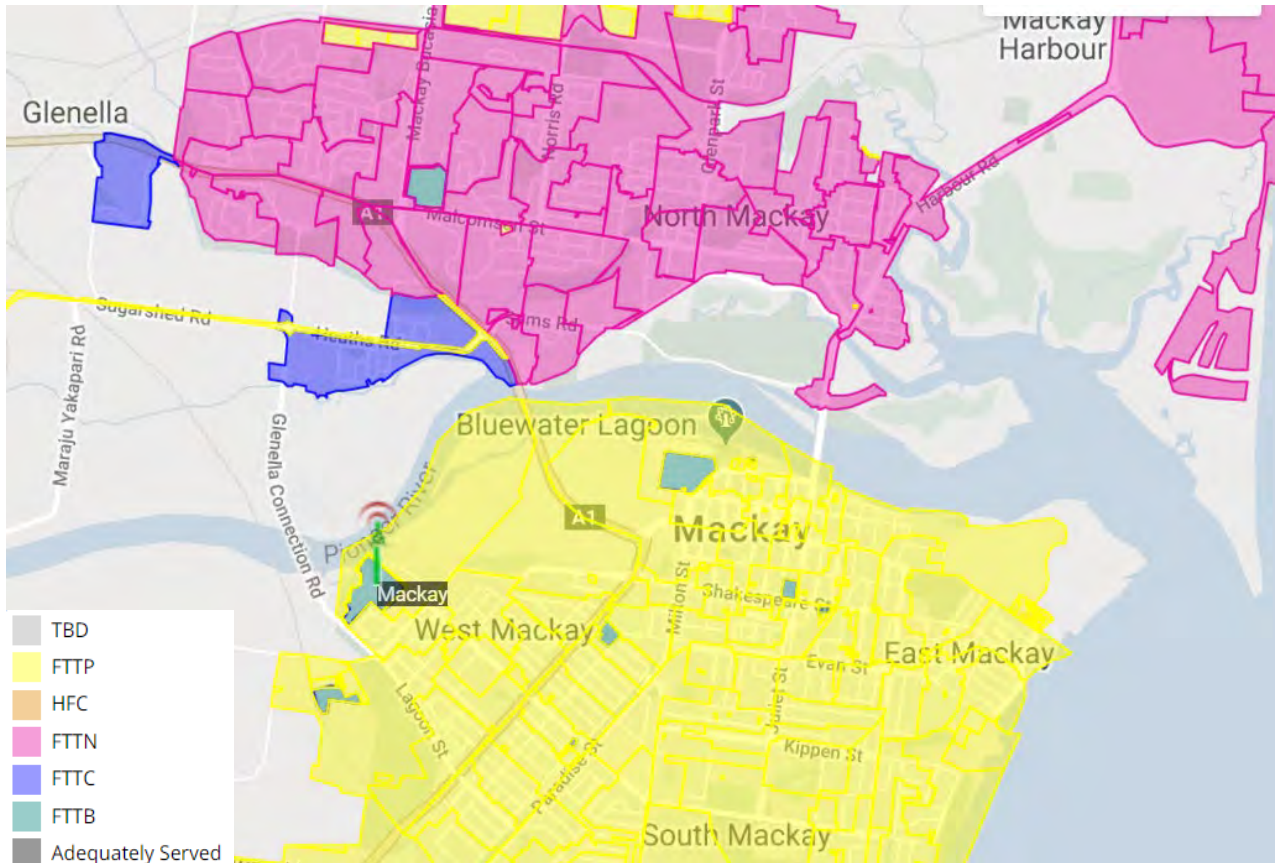 Mackay
Harbour
Glenella
Mackay Bucasia
Norris Rd
Glenpark St
Harbour Rd
North Mackay
A1
Malcomson St
Sugarshed Rd
Heaths Rd
Sams Rd
Maraju Yakapari Rd
Glenella Connection Rd
Bluewater Lagoon
Pioneer River
A1
Mackay
Mackay
Milton St
Shakespeare St
West Mackay
East Mackay
Evan St
Juliet St
Lagoon St
Kippen St
Paradise St
South Mackay
TBD
FTTP
HFC
FTTN
FTTC
FTTB
Adequately Served